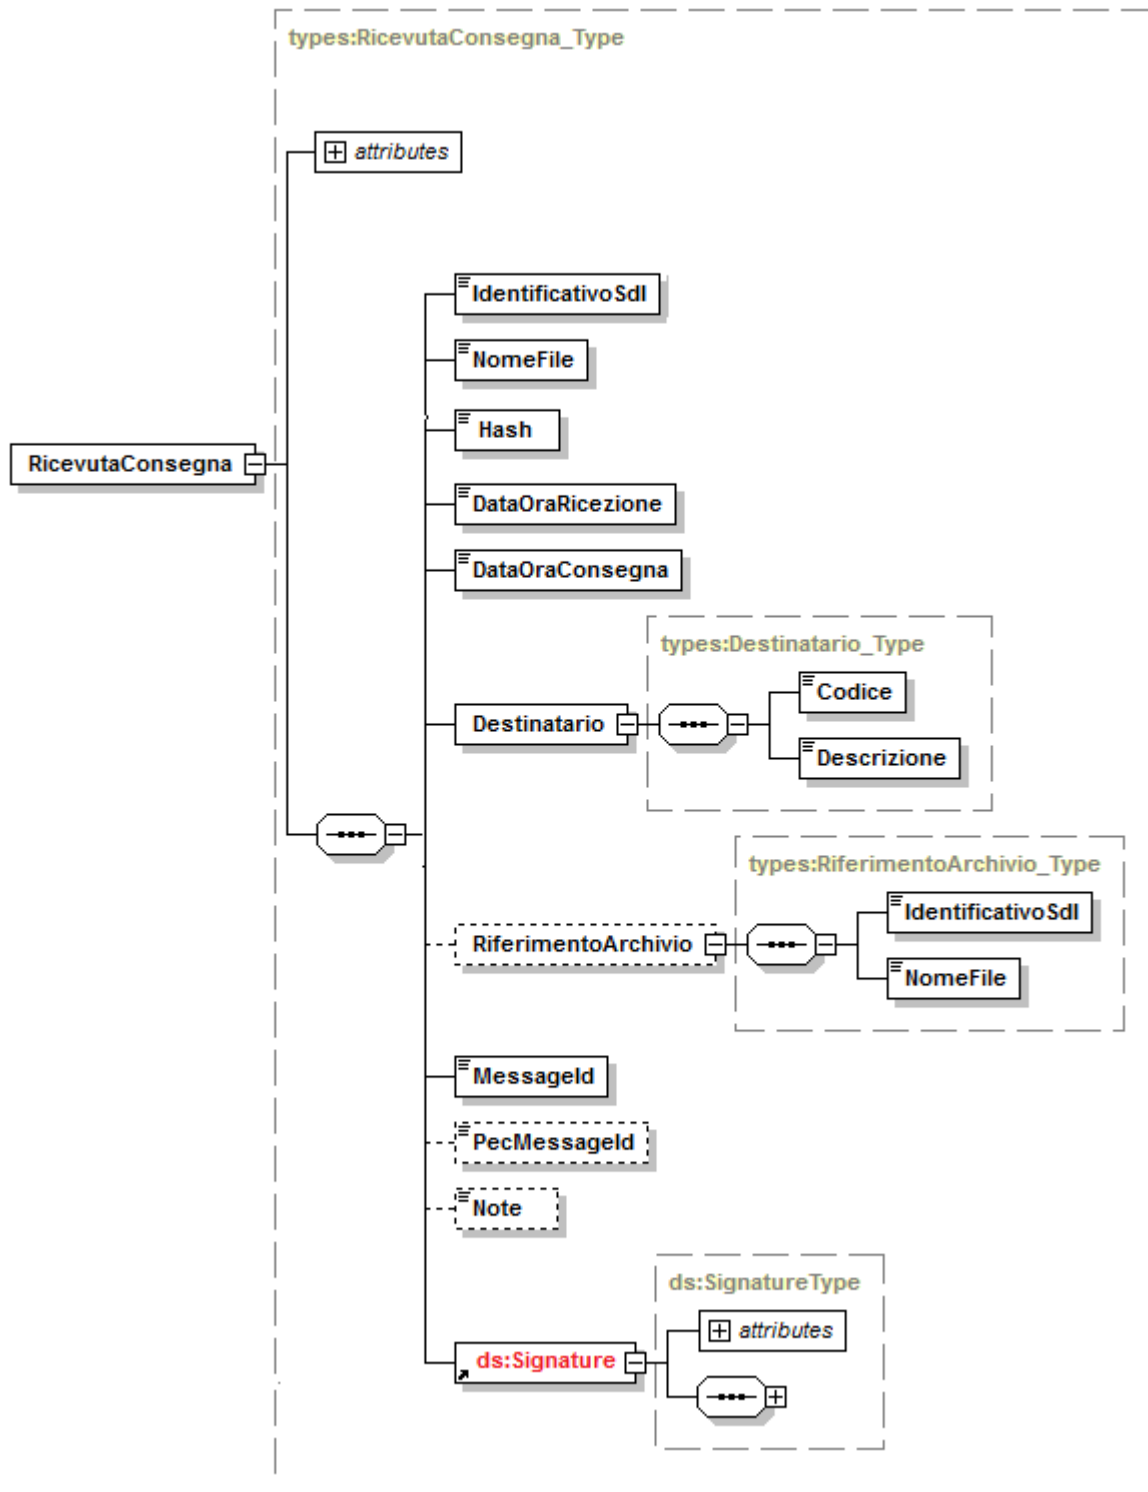 types:RicevutaConsegna_Type
attributes
IdentificativoSdI
NomeFile
Hash
RicevutaConsegna
DataOraRicezione
DataOraConsegna
types:Destinatario_Type
Codice
Destinatario
Descrizione
types:RiferimentoArchivio_Type
IdentificativoSdI
RiferimentoArchivio
NomeFile
MessageId
PecMessageId
Note
ds:SignatureType
attributes
ds:Signature